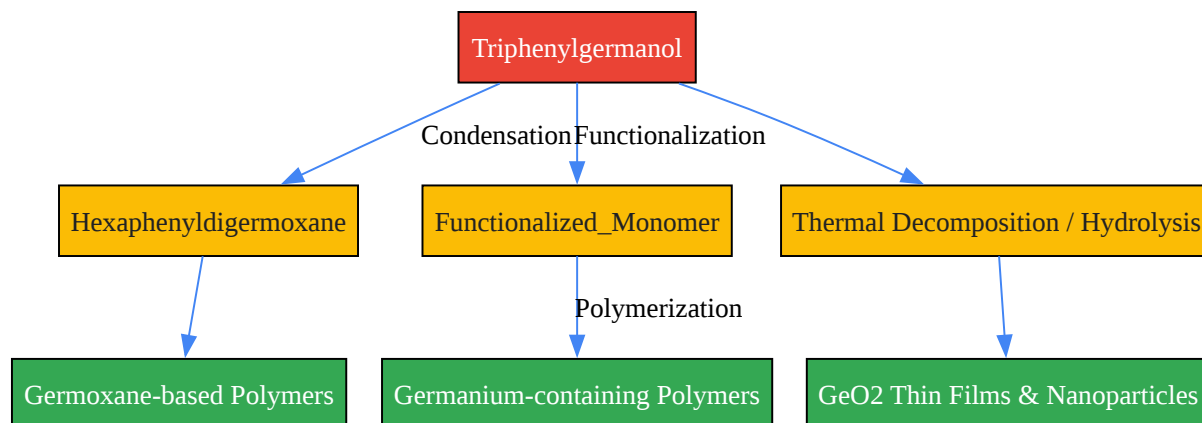 Triphenylgermanol
Condensation
Functionalization
Hexaphenyldigermoxane
Functionalized_Monomer
Thermal Decomposition / Hydrolysis
Polymerization
Germoxane-based Polymers
Germanium-containing Polymers
GeO2 Thin Films & Nanoparticles